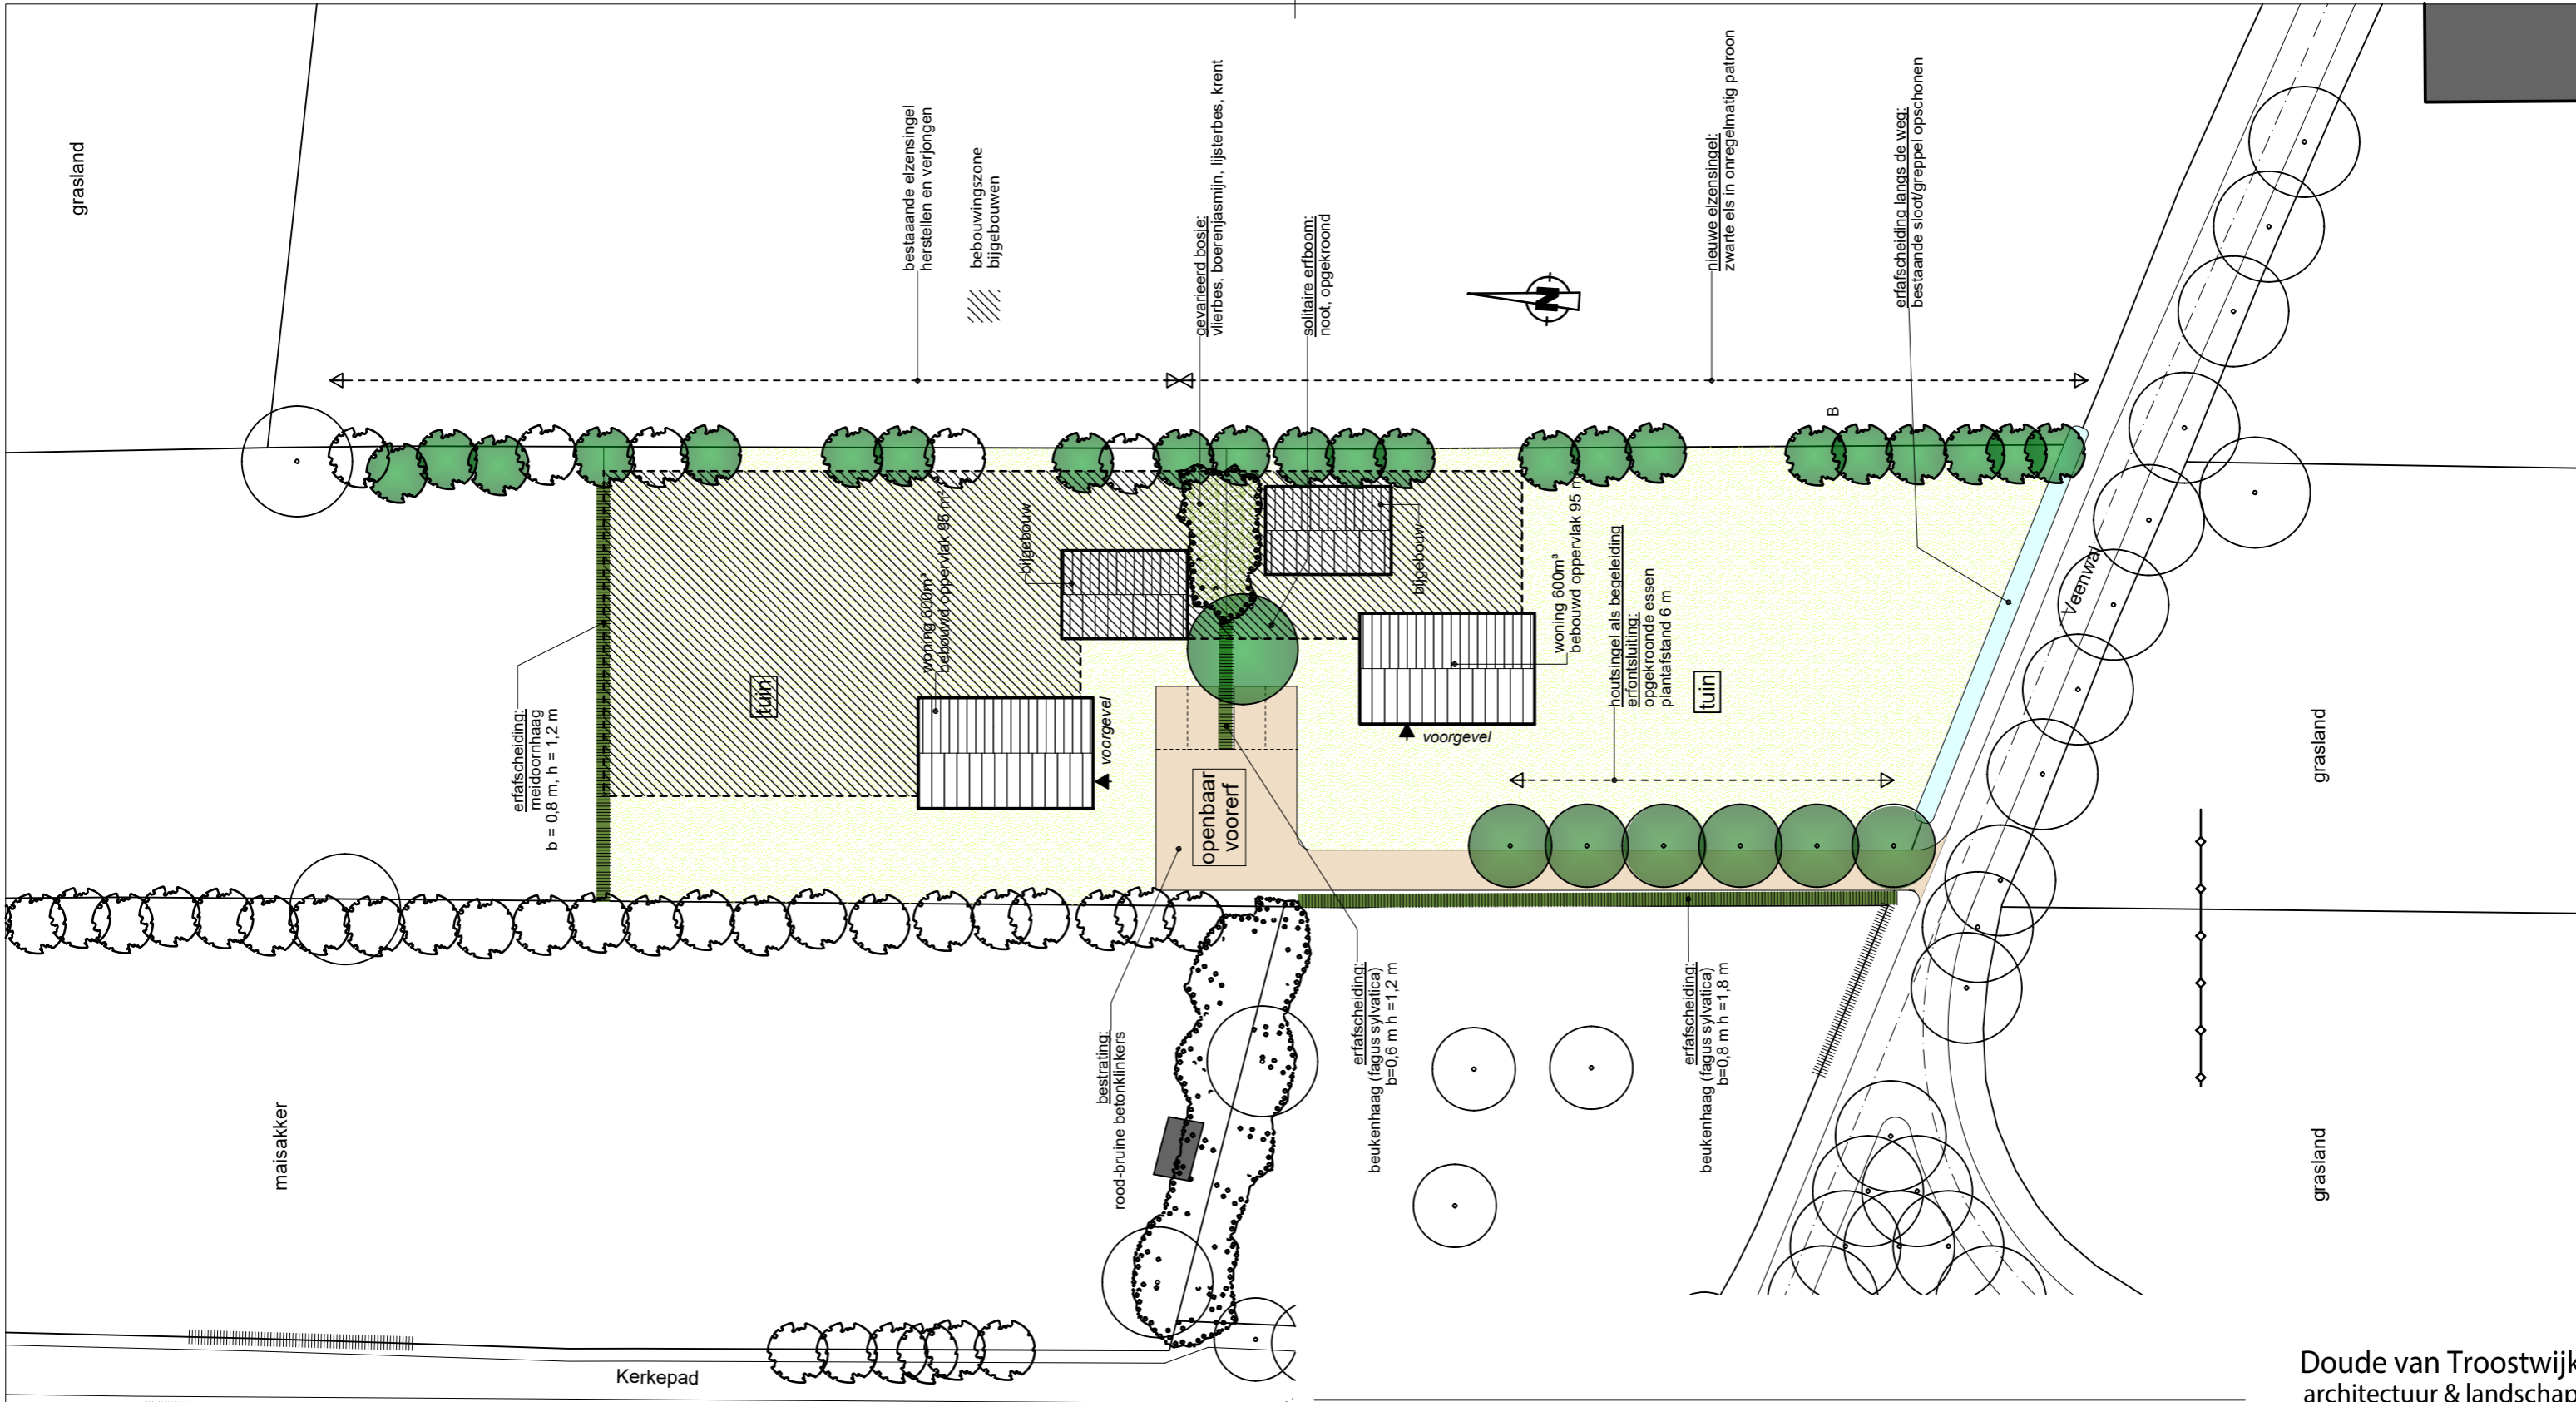 grasland
bestaande elzensingel
herstellen en verjongen
bebouwingszone
bijgebouwen
gevarieerd bosje:
vlierbes, boerenjasmijn, lijsterbes, krent
solitaire erfboom:
noot, opgekroond
N
nieuwe elzensingel:
zwarte els in onregelmatig patroon
erfafscheiding langs de weg:
bestaande sloot/greppel opschonen
B
erfafscheiding:
meidoornhaag
b = 0,8 m, h = 1,2 m
tuin
woning 600m³
bebouwd oppervlak 95 m²
bijgebouw
voorgevel
openbaar
voorerf
bijgebouw
voorgevel
woning 600m³
bebouwd oppervlak 95 m²
houtsingel als begeleiding
erfontsluiting:
opgekroonde essen
plantafstand 6 m
tuin
Veenwal
grasland
maisakker
bestrating:
rood-bruine betonklinkers
erfafscheiding:
beukenhaag (fagus sylvatica)
b=0,6 m h =1,2 m
erfafscheiding:
beukenhaag (fagus sylvatica)
b=0,8 m h =1,8 m
grasland
Kerkepad
Doude van Troostwijk
architectuur & landschap